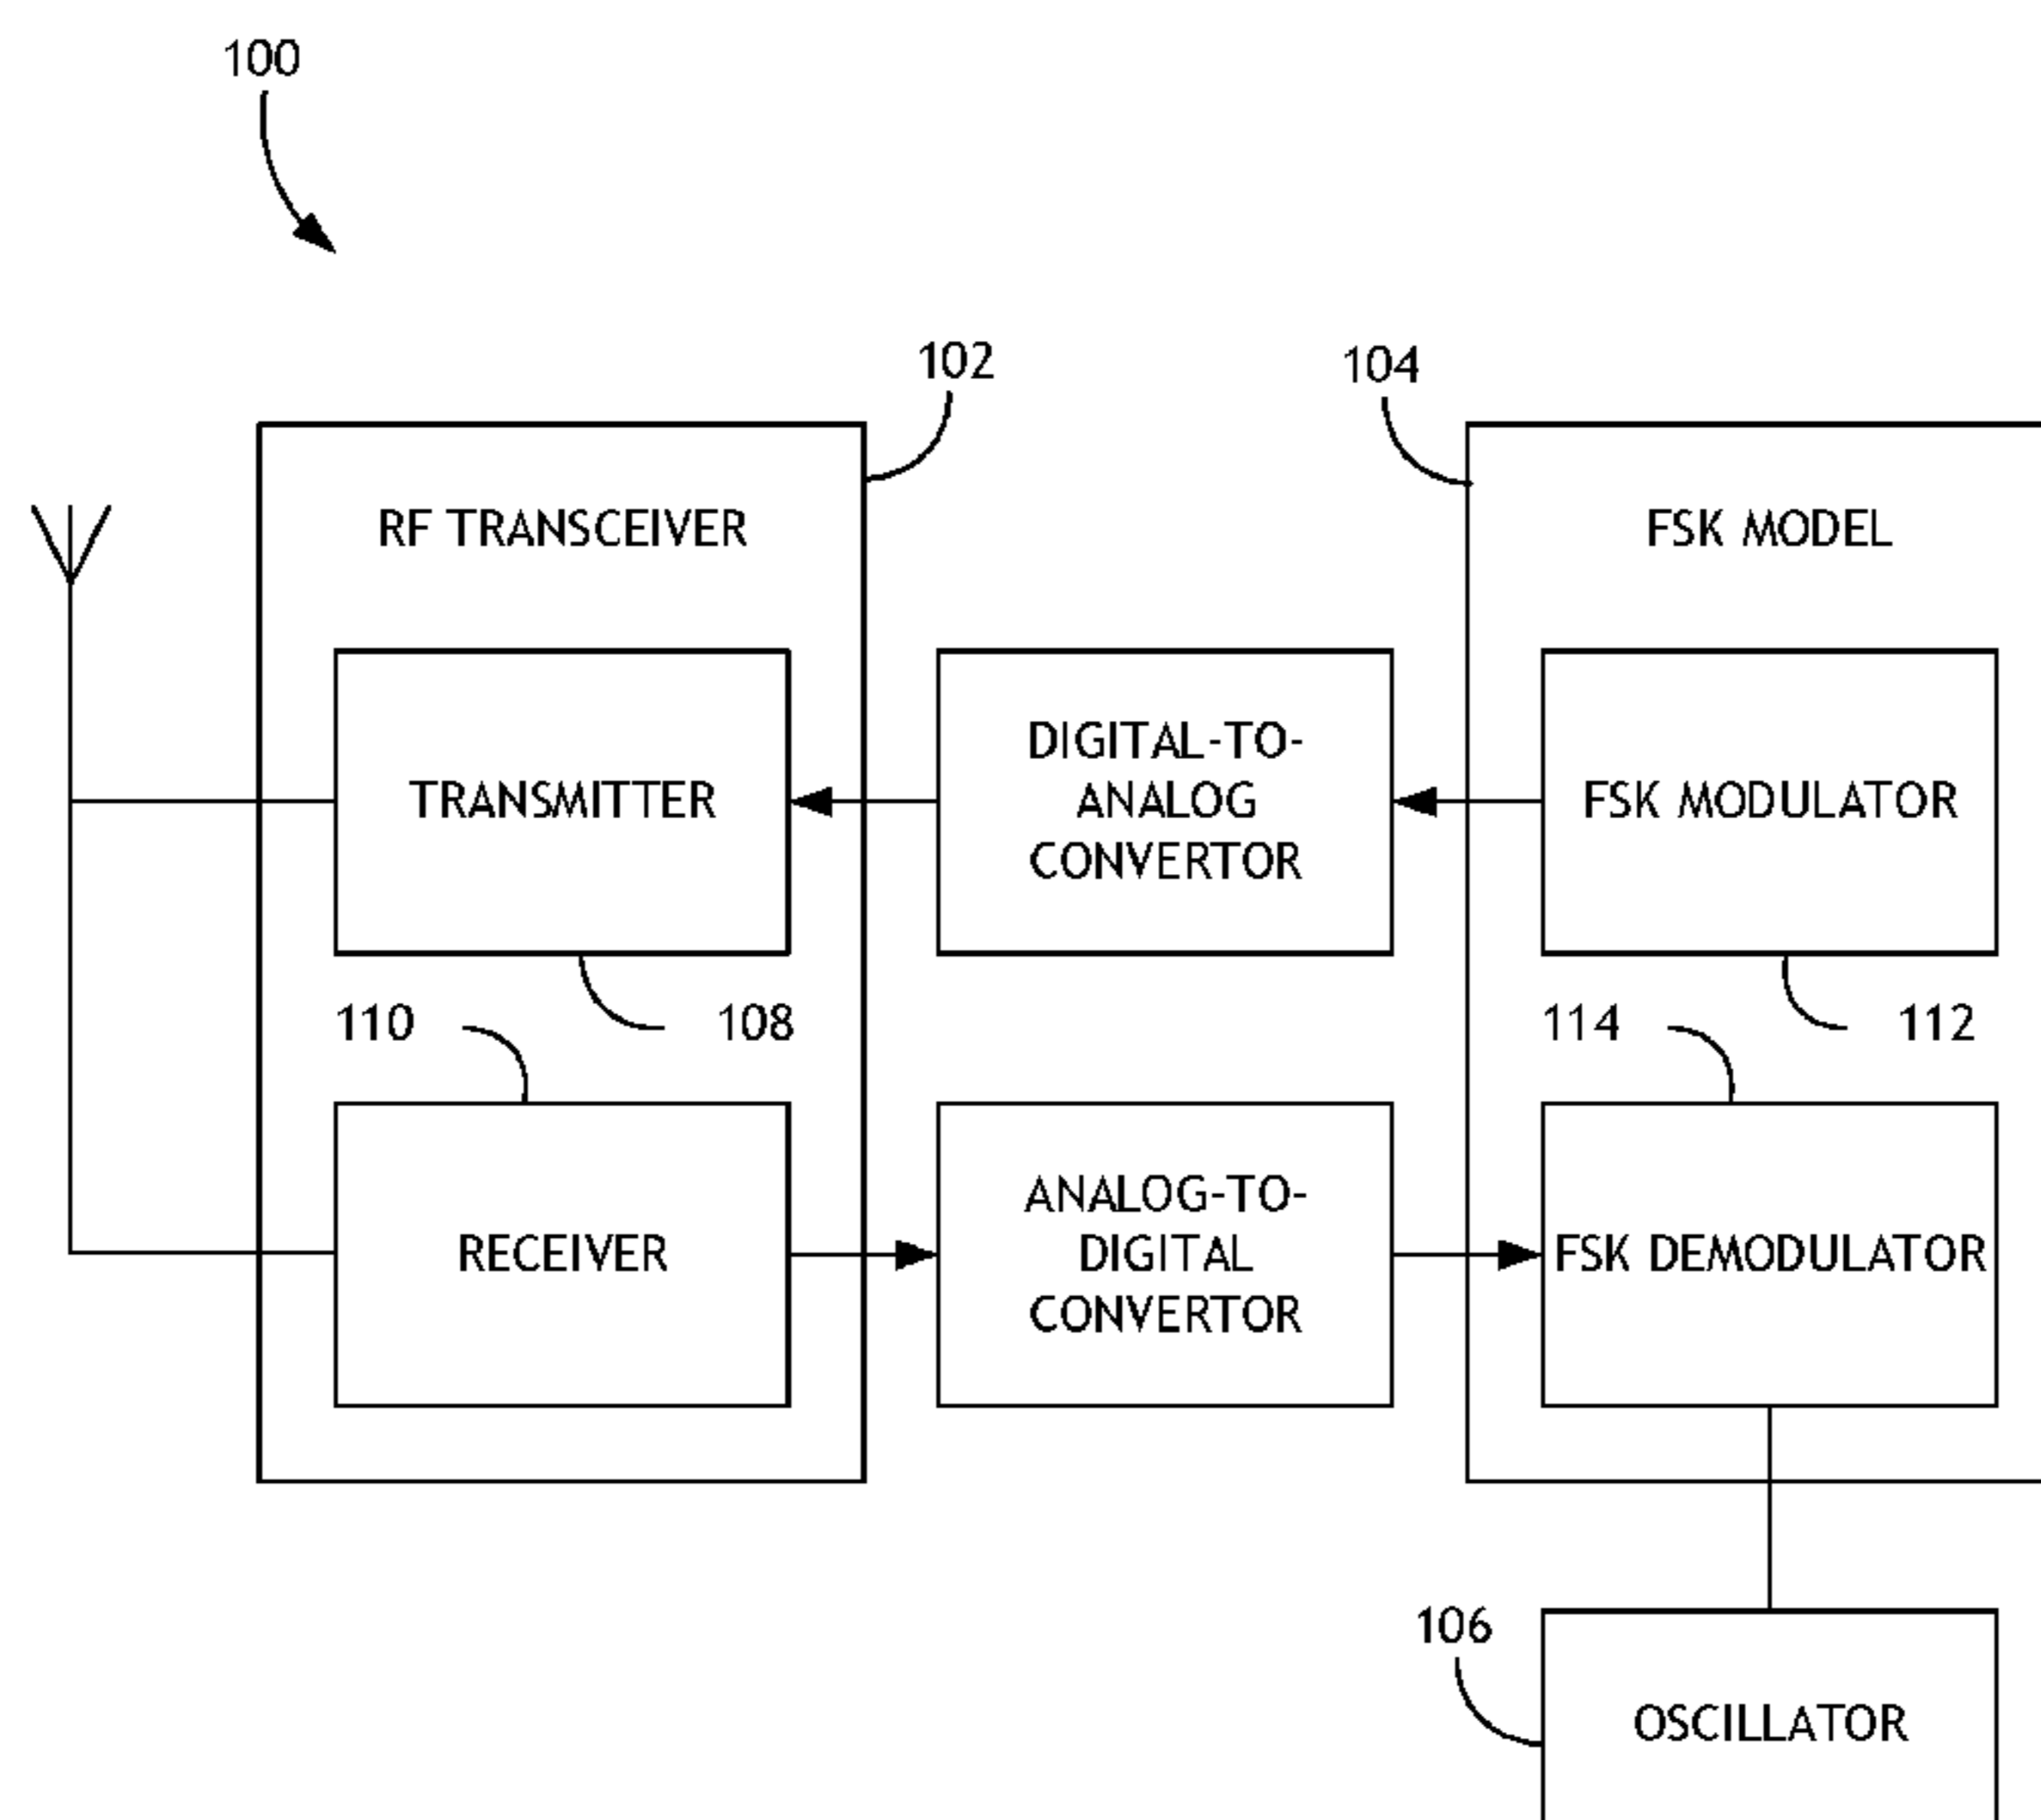 100
102
104
RF TRANSCEIVER
FSK MODEL
TRANSMITTER
DIGITAL-TO-
ANALOG
CONVERTOR
FSK MODULATOR
110
108
114
112
RECEIVER
ANALOG-TO-
DIGITAL
CONVERTOR
FSK DEMODULATOR
106
OSCILLATOR